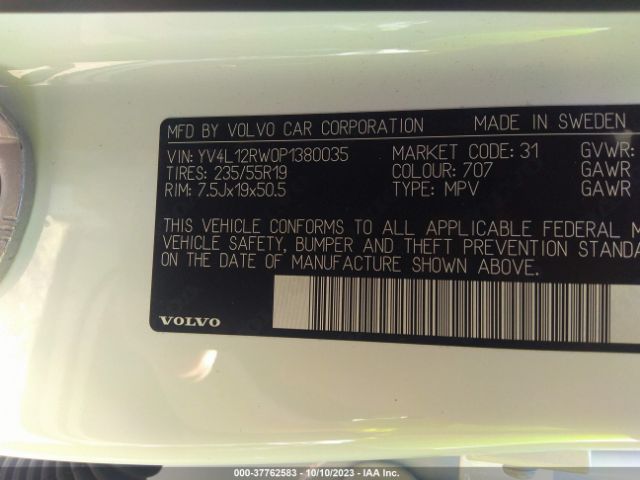 MFD BY VOLVO CAR CORPORATION MADE IN SWEDEN
VIN: YV4L12RW0P1380035 MARKET CODE: 31 GVWR:
TIRES: 235/55R19 COLOUR: 707 GAWR
RIM: 7.5Jx19x50.5 TYPE: MPV GAWR
THIS VEHICLE CONFORMS TO ALL APPLICABLE FEDERAL M
VEHICLE SAFETY, BUMPER AND THEFT PREVENTION STANDA
ON THE DATE OF MANUFACTURE SHOWN ABOVE.
VOLVO
000-37762583 | 10/10/2023 | IAA Inc.